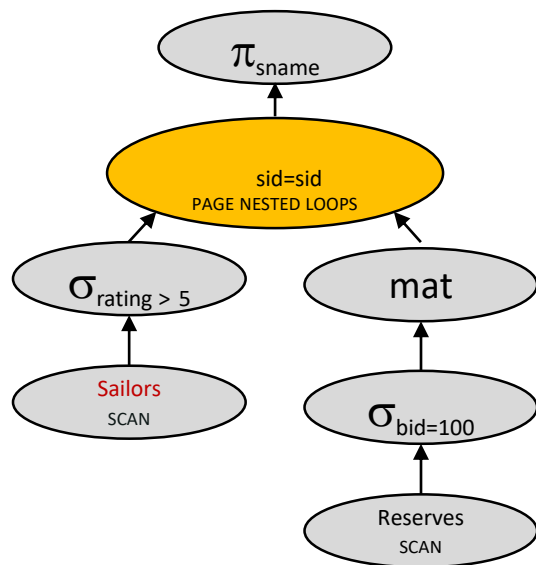 π sname
sid=sid
PAGE NESTED LOOPS
σ rating > 5
mat
Sailors
SCAN
σ bid=100
Reserves
SCAN